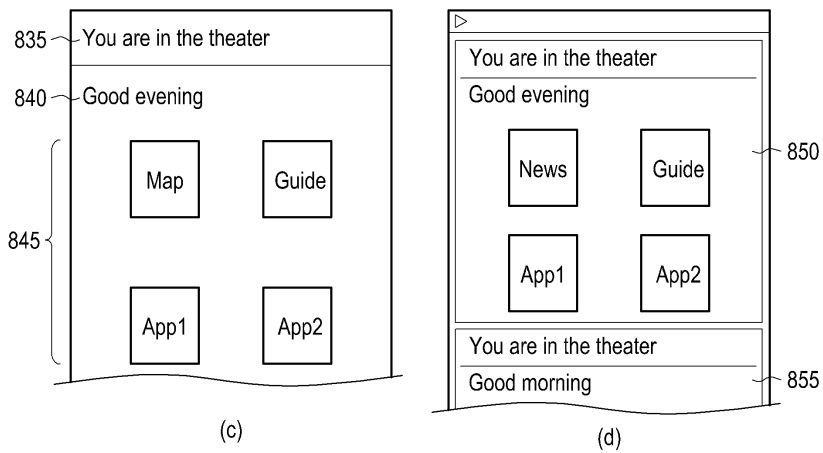 835
You are in the theater
840
Good evening
845
Map
Guide
App1
App2
(c)
You are in the theater
Good evening
850
News
Guide
App1
App2
You are in the theater
Good morning
855
(d)